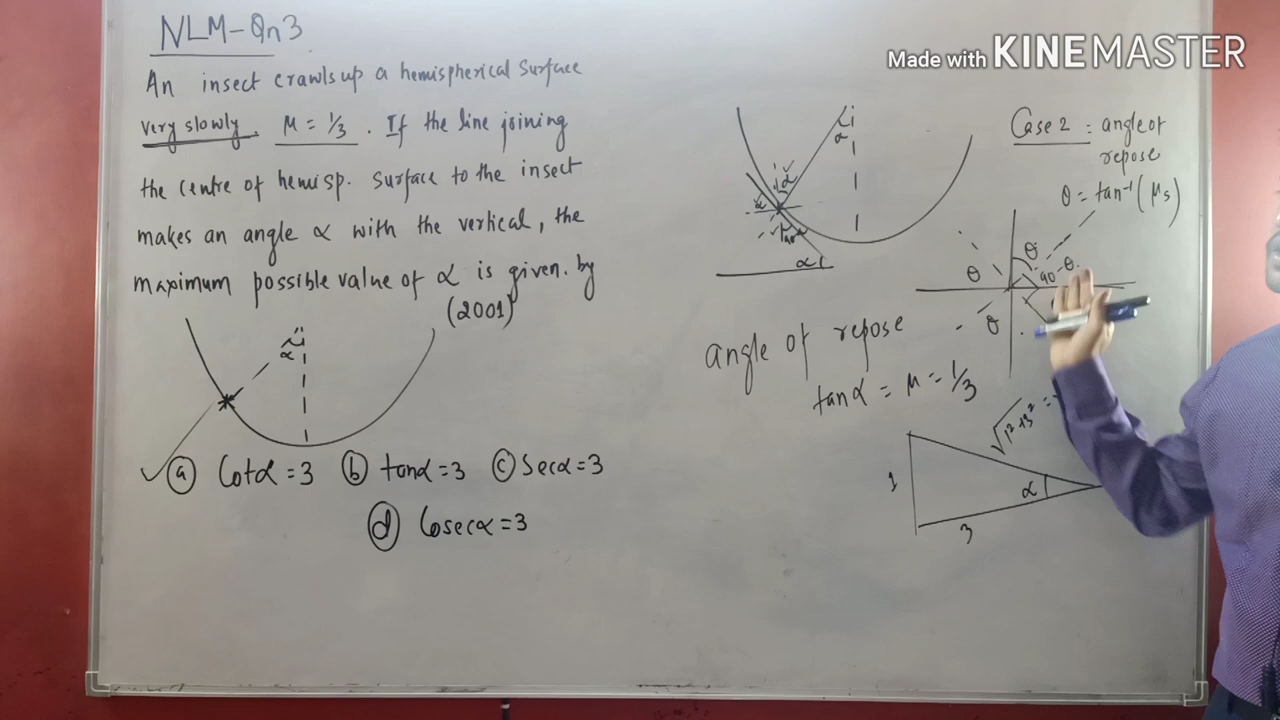 NLM-Qn3
An insect crawls up a hemispherical Surface
very slowly. M = 1/3. If the line joining
the centre of hemisp. surface to the insect
makes an angle α with the vertical, the
maximum possible value of α is given. by
(2001)
α
✓ (a) Cotα=3 (b) tanα=3 (c) Secα=3
(d) Cosecα=3
Made with KINEMASTER
α
α
α
α
Case 2 : angle of
repose
θ = tan⁻¹(μs)
θ
θ
90-θ
θ
angle of repose
tanα = μ = 1/3
√1²+3² =
1
α
3